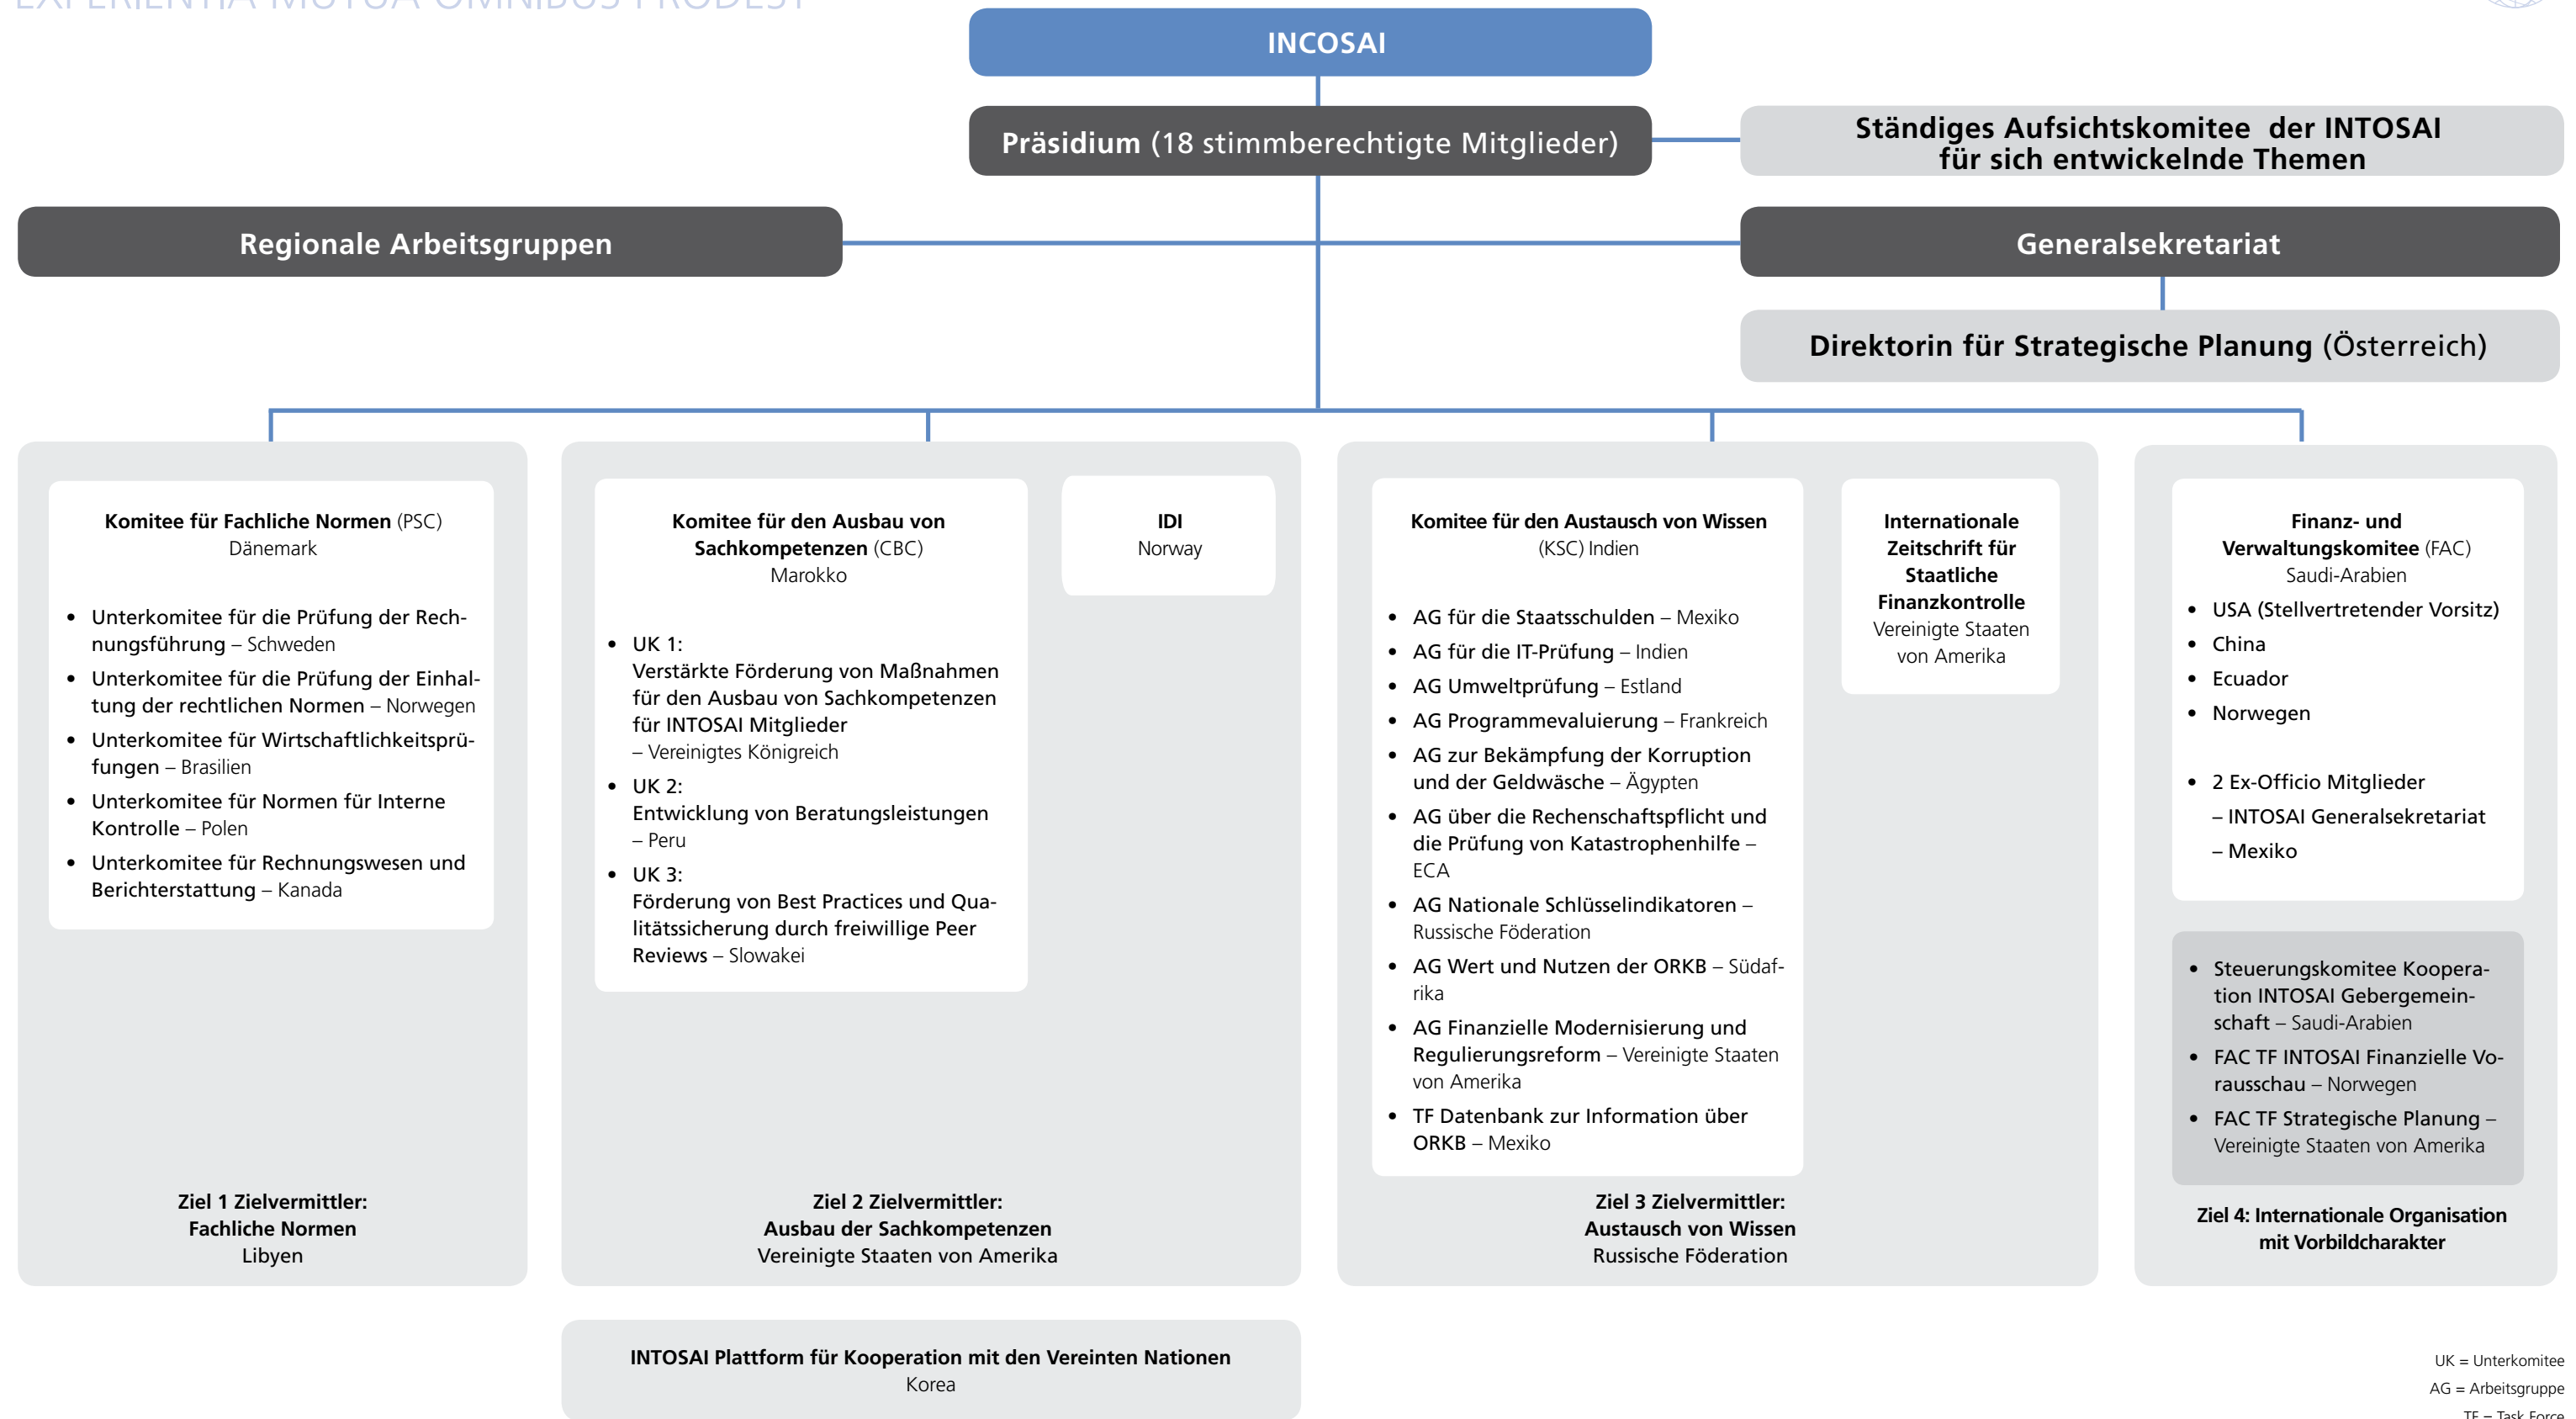 EXPERIENTIA MUTUA OMNIBUS PRODEST
INCOSAI
Präsidium (18 stimmberechtigte Mitglieder)
Ständiges Aufsichtskomitee der INTOSAI
für sich entwickelnde Themen
Regionale Arbeitsgruppen
Generalsekretariat
Direktorin für Strategische Planung (Österreich)
Komitee für Fachliche Normen (PSC)
Dänemark
• Unterkomitee für die Prüfung der Rech-
nungsführung – Schweden
• Unterkomitee für die Prüfung der Einhal-
tung der rechtlichen Normen – Norwegen
• Unterkomitee für Wirtschaftlichkeitsprü-
fungen – Brasilien
• Unterkomitee für Normen für Interne
Kontrolle – Polen
• Unterkomitee für Rechnungswesen und
Berichterstattung – Kanada
Ziel 1 Zielvermittler:
Fachliche Normen
Libyen
Komitee für den Ausbau von
Sachkompetenzen (CBC)
Marokko
• UK 1:
Verstärkte Förderung von Maßnahmen
für den Ausbau von Sachkompetenzen
für INTOSAI Mitglieder
– Vereinigtes Königreich
• UK 2:
Entwicklung von Beratungsleistungen
– Peru
• UK 3:
Förderung von Best Practices und Qua-
litätssicherung durch freiwillige Peer
Reviews – Slowakei
IDI
Norway
Ziel 2 Zielvermittler:
Ausbau der Sachkompetenzen
Vereinigte Staaten von Amerika
Komitee für den Austausch von Wissen
(KSC) Indien
• AG für die Staatsschulden – Mexiko
• AG für die IT-Prüfung – Indien
• AG Umweltprüfung – Estland
• AG Programmevaluierung – Frankreich
• AG zur Bekämpfung der Korruption
und der Geldwäsche – Ägypten
• AG über die Rechenschaftspflicht und
die Prüfung von Katastrophenhilfe –
ECA
• AG Nationale Schlüsselindikatoren –
Russische Föderation
• AG Wert und Nutzen der ORKB – Südaf-
rika
• AG Finanzielle Modernisierung und
Regulierungsreform – Vereinigte Staaten
von Amerika
• TF Datenbank zur Information über
ORKB – Mexiko
Internationale
Zeitschrift für
Staatliche
Finanzkontrolle
Vereinigte Staaten
von Amerika
Ziel 3 Zielvermittler:
Austausch von Wissen
Russische Föderation
Finanz- und
Verwaltungskomitee (FAC)
Saudi-Arabien
• USA (Stellvertretender Vorsitz)
• China
• Ecuador
• Norwegen
• 2 Ex-Officio Mitglieder
– INTOSAI Generalsekretariat
– Mexiko
• Steuerungskomitee Koopera-
tion INTOSAI Gebergemein-
schaft – Saudi-Arabien
• FAC TF INTOSAI Finanzielle Vo-
rausschau – Norwegen
• FAC TF Strategische Planung –
Vereinigte Staaten von Amerika
Ziel 4: Internationale Organisation
mit Vorbildcharakter
INTOSAI Plattform für Kooperation mit den Vereinten Nationen
Korea
UK = Unterkomitee
AG = Arbeitsgruppe
TF = Task Force